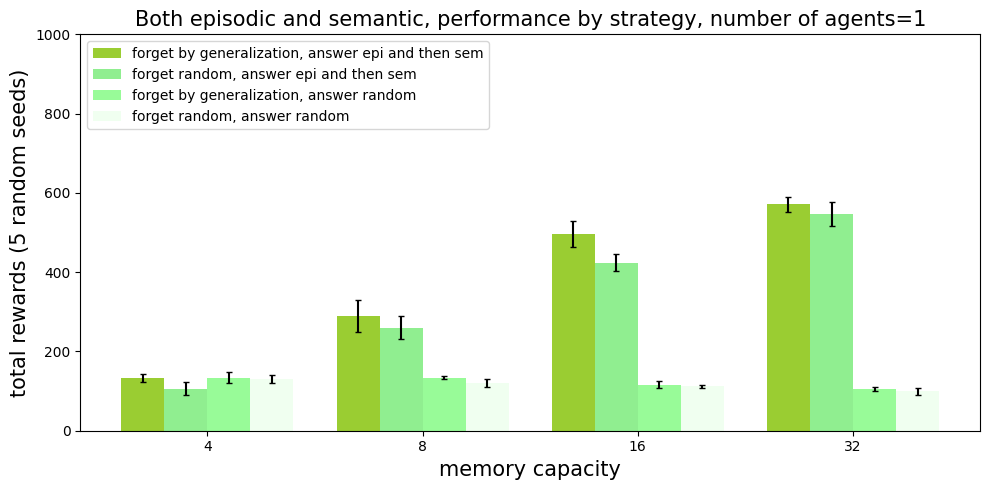 Both episodic and semantic, performance by strategy, number of agents=1
total rewards (5 random seeds)
1000
800
600
400
200
0
forget by generalization, answer epi and then sem
forget random, answer epi and then sem
forget by generalization, answer random
forget random, answer random
4 8 16 32
memory capacity